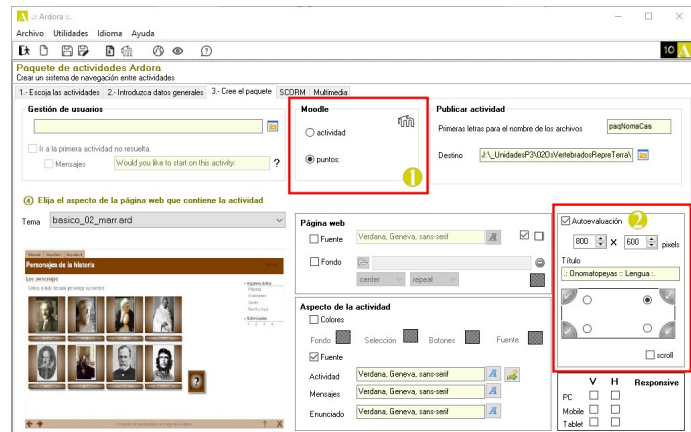 .:: Ardora ::.
Archivo Utilidades Idioma Ayuda
10
Paquete de actividades Ardora
Crear un sistema de navegación entre actividades
1.- Escoja las actividades 2.- Introduzca datos generales 3.- Cree el paquete SCORM Multimedia
Gestión de usuarios
Ir a la primera actividad no resuelta.
Mensajes Would you like to start on this activity: ?
Moodle
actividad
puntos:
1
Publicar actividad
Primeras letras para el nombre de los archivos paqNomaCas
Destino J:\_UnidadesP3\020sVertebradosRepreTerra\
4 Elija el aspecto de la página web que contiene la actividad
Tema basico_02_marr.ard
Personajes de la historia
Los personajes
Página web
Fuente Verdana, Geneva, sans-serif A
Fondo
center repeat
Aspecto de la actividad
Colores
Fondo Selección Botones Fuente
Fuente
Actividad Verdana, Geneva, sans-serif A
Mensajes Verdana, Geneva, sans-serif A
Enunciado Verdana, Geneva, sans-serif A
Autoevaluación 2
800 X 600 pixels
Título
.: Onomatopeyas :: Lengua :.
scroll
V H Responsive
PC
Mobile
Tablet